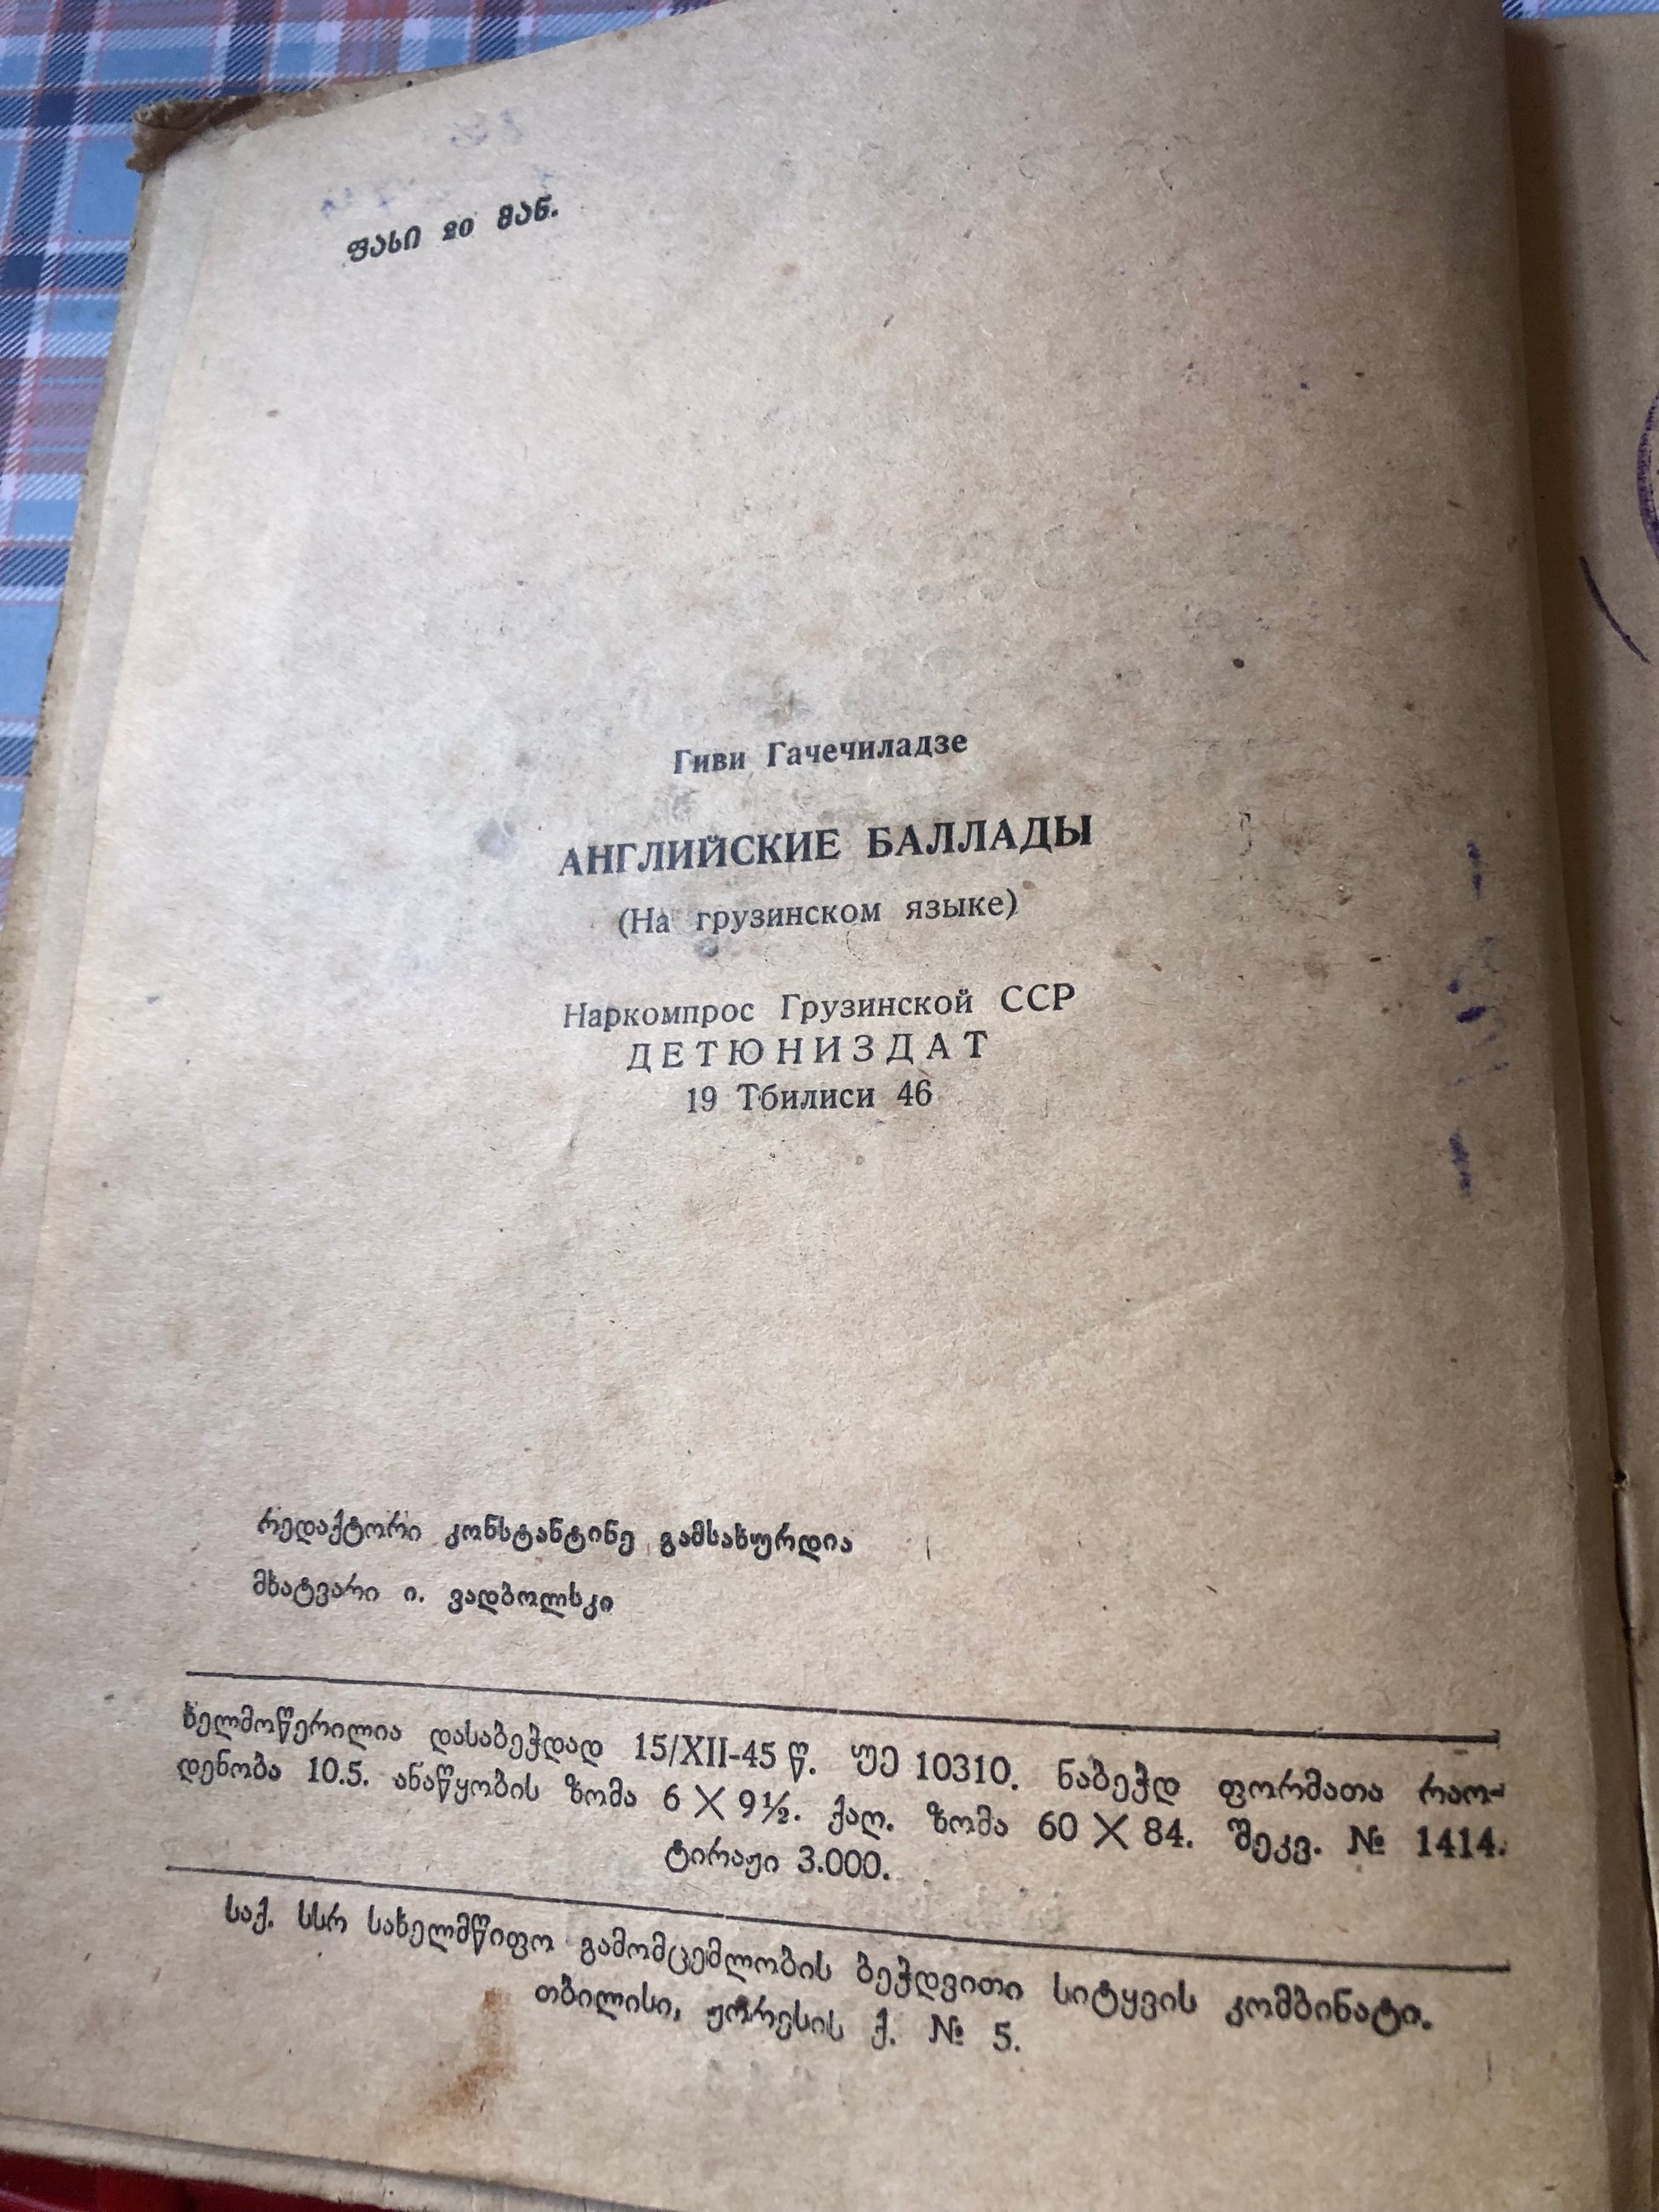 ფასი 20 მან.
Гиви Гачечиладзе
АНГЛИЙСКИЕ БАЛЛАДЫ
(На грузинском языке)
Наркомпрос Грузинской ССР
ДЕТЮНИЗДАТ
19 Тбилиси 46
რედაქტორი კონსტანტინე გამსახურდია
მხატვარი ი. ვადბოლსკი
ხელმოწერილია დასაბეჭდად 15/XII-45 წ. უე 10310. ნაბეჭდ ფორმათა რაო-
დენობა 10.5. ანაწყობის ზომა 6 × 9½. ქაღ. ზომა 60 × 84. შეკვ. № 1414.
ტირაჟი 3.000.
საქ. სსრ სახელმწიფო გამომცემლობის ბეჭდვითი სიტყვის კომბინატი.
თბილისი, ჟორესის ქ. № 5.